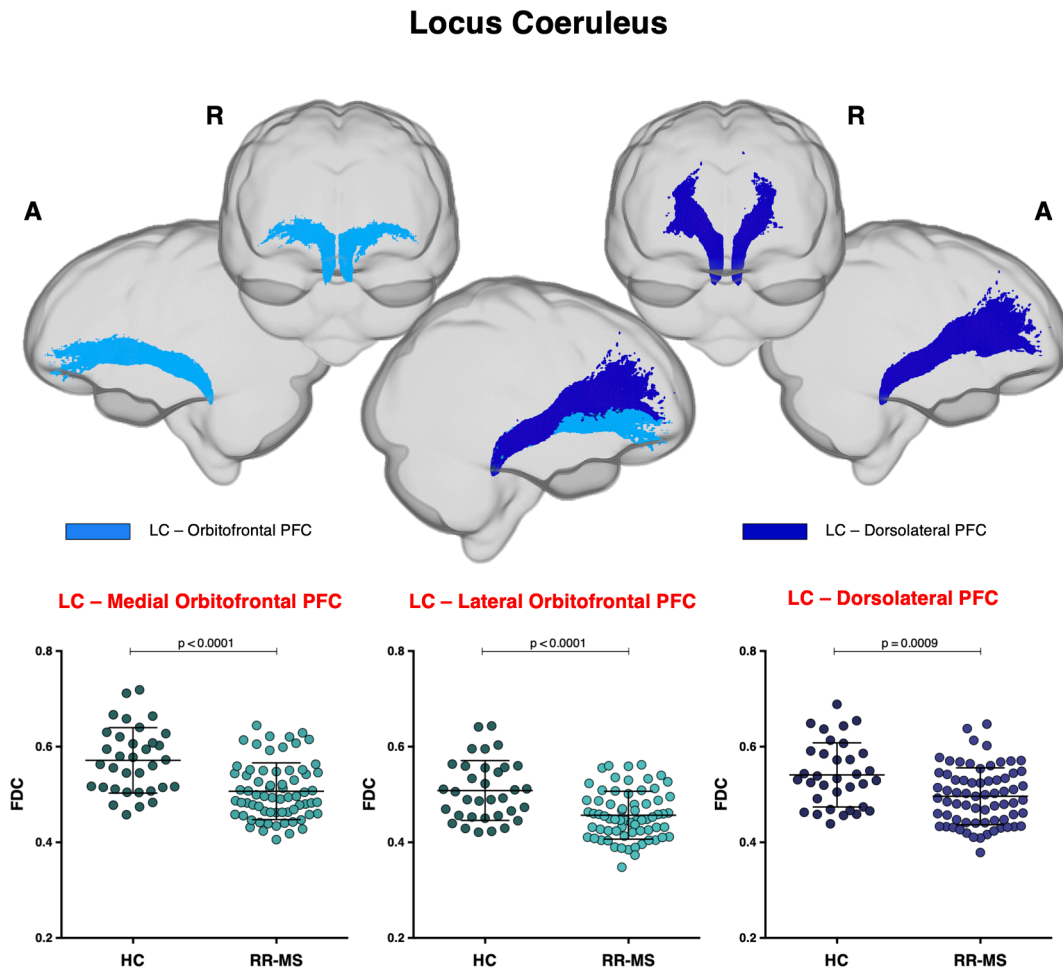 Locus Coeruleus
R
R
A
A
LC – Orbitofrontal PFC
LC – Dorsolateral PFC
LC – Medial Orbitofrontal PFC
LC – Lateral Orbitofrontal PFC
LC – Dorsolateral PFC
0.8
p < 0.0001
0.6
FDC
0.4
0.2
HC
RR-MS
0.8
p < 0.0001
0.6
FDC
0.4
0.2
HC
RR-MS
0.8
p = 0.0009
0.6
FDC
0.4
0.2
HC
RR-MS